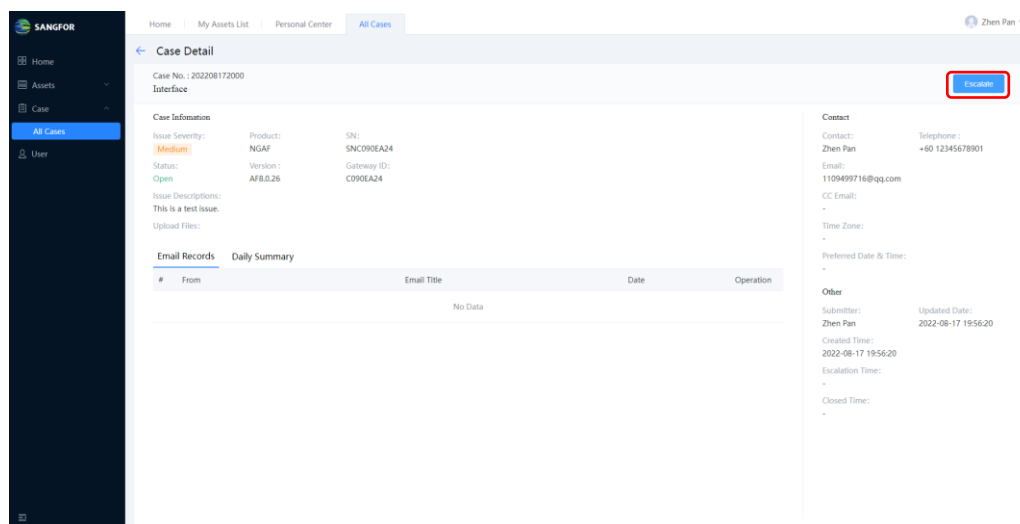 SANGFOR
Home
Assets
Case
All Cases
User
Home My Assets List Personal Center All Cases
Zhen Pan
Case Detail
Case No. : 202208172000
Interface
Escalate
Case Infomation
Issue Severity: Product: SN:
Medium NGAF SNC090EA24
Status: Version : Gateway ID:
Open AF8.0.26 C090EA24
Issue Descriptions:
This is a test issue.
Upload Files:
Email Records Daily Summary
# From Email Title Date Operation
No Data
Contact
Contact: Telephone :
Zhen Pan +60 12345678901
Email:
1109499716@qq.com
CC Email:
-
Time Zone:
-
Preferred Date & Time:
-
Other
Submitter: Updated Date:
Zhen Pan 2022-08-17 19:56:20
Created Time:
2022-08-17 19:56:20
Escalation Time:
-
Closed Time:
-